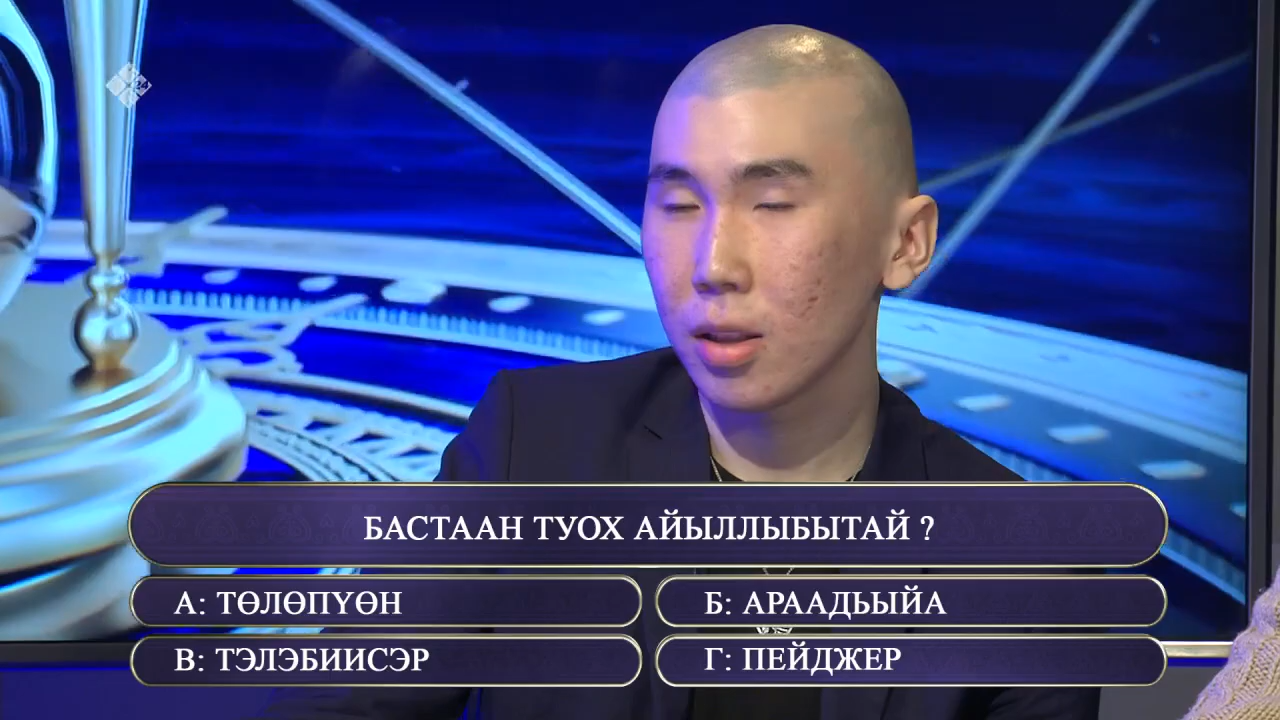 БАСТААН ТУОХ АЙЫЛЛЫБЫТАЙ ?
А: ТӨЛӨПҮӨН
Б: АРААДЬЫЙА
В: ТЭЛЭБИИСЭР
Г: ПЕЙДЖЕР